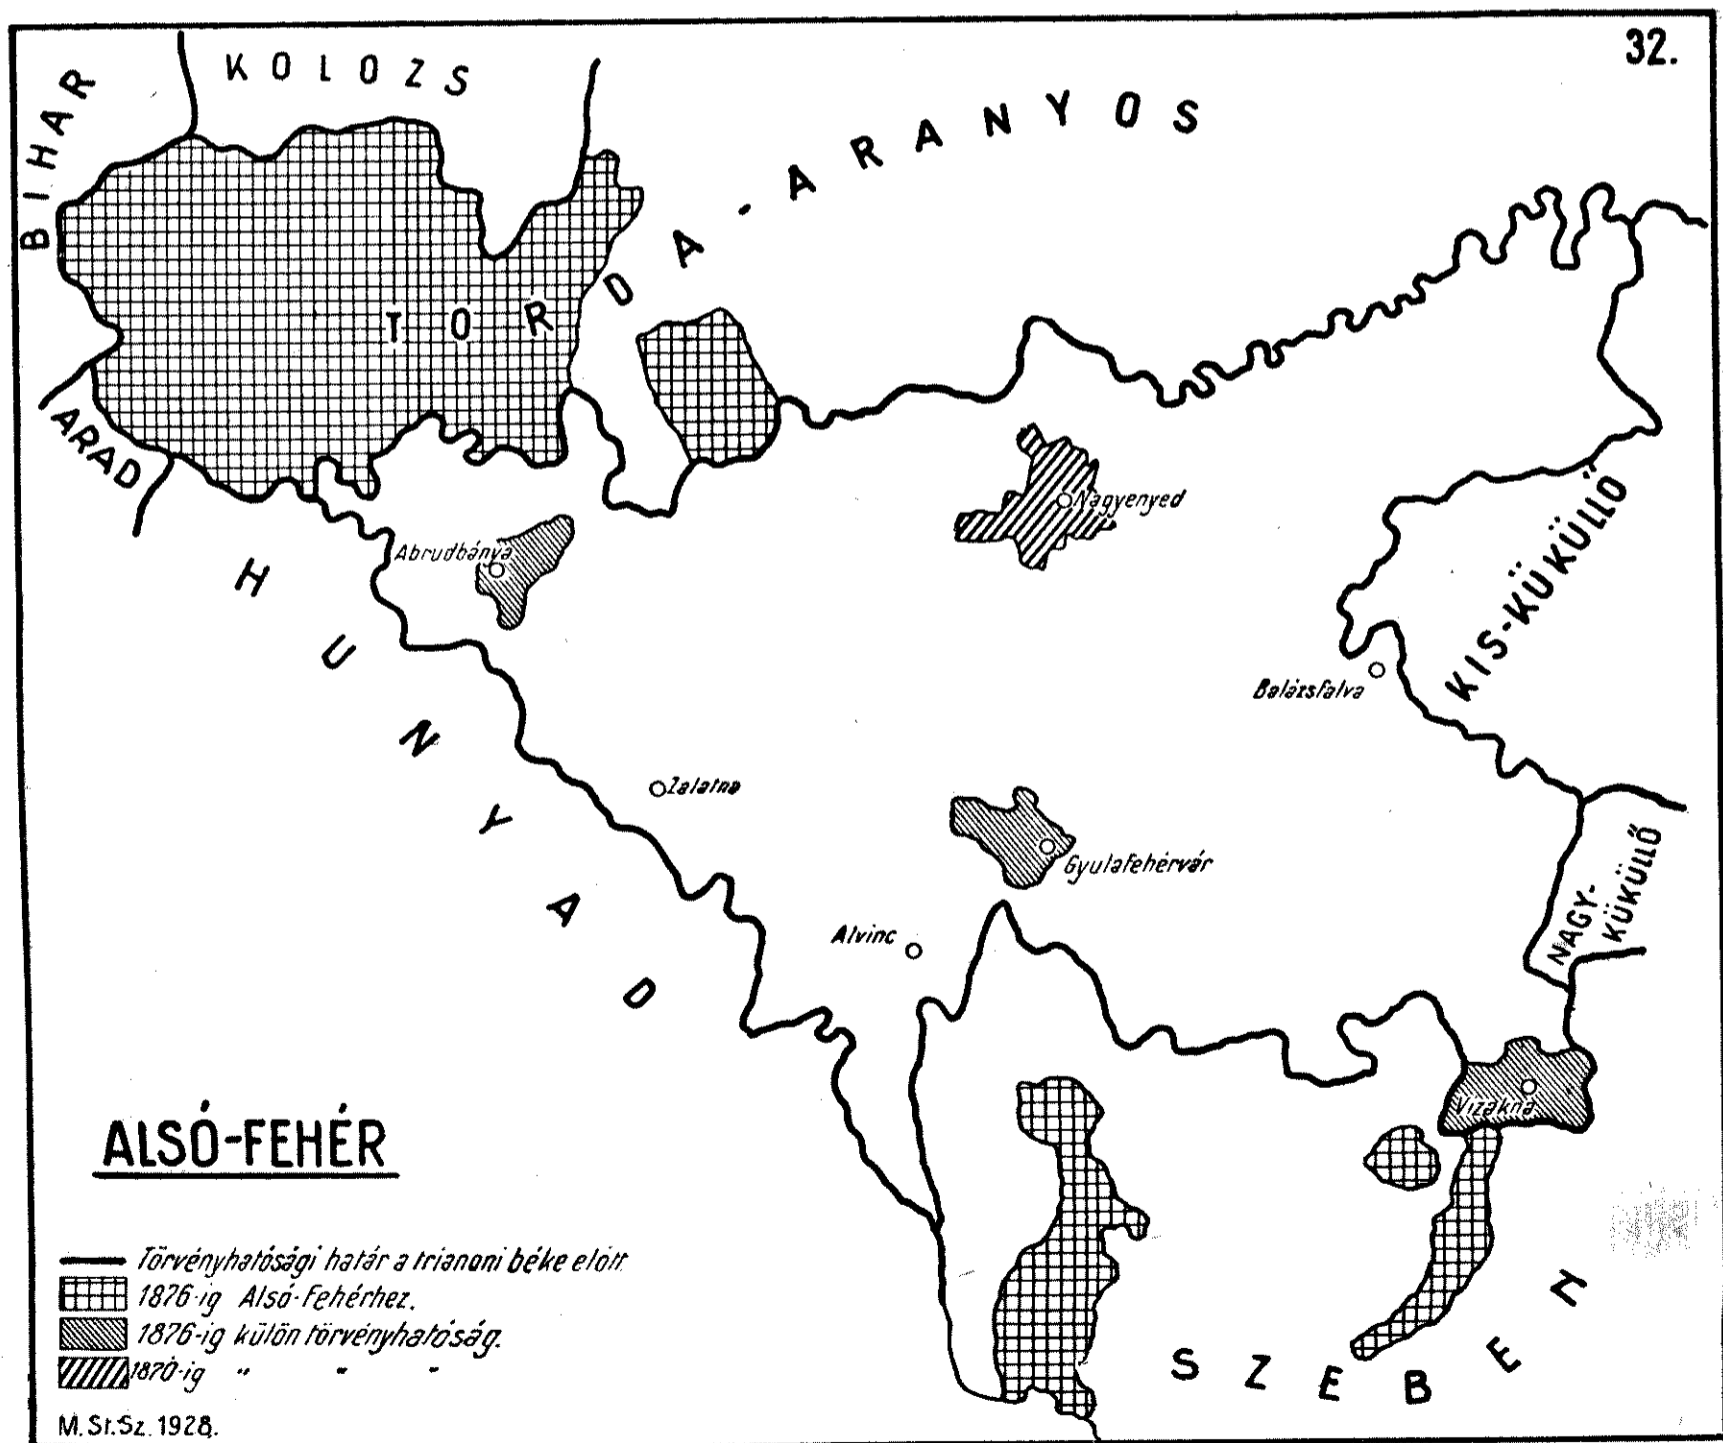 32.
KOLOZS
BIHAR
TORDA-ARANYOS
ARAD
HUNYAD
Abrudbánya
Nagyenyed
KIS-KÜKÜLLŐ
Balázsfalva
Zalatna
Gyulafehérvár
NAGY-
KÜKÜLLŐ
Alvinc
Vizakna
SZEBEN
ALSÓ-FEHÉR
Törvényhatósági határ a trianoni béke előtt
1876-ig Alsó-Fehérhez.
1876-ig külön törvényhatóság.
1870-ig " " "
M.St.Sz. 1928.